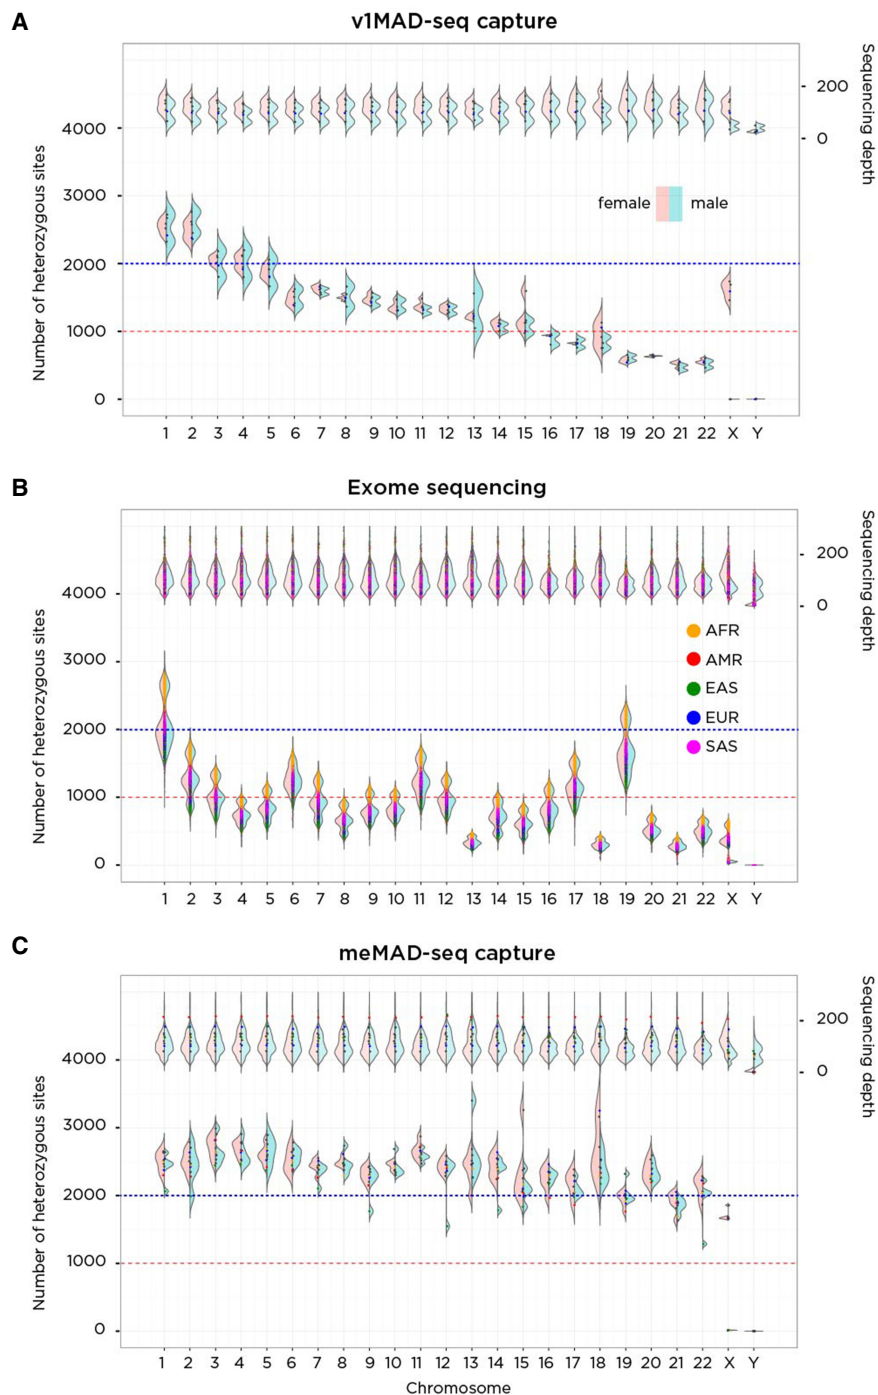 A
v1MAD-seq capture
Number of heterozygous sites
4000
3000
2000
1000
0
Sequencing depth
200
0
female male
1 2 3 4 5 6 7 8 9 10 11 12 13 14 15 16 17 18 19 20 21 22 X Y
B
Exome sequencing
Number of heterozygous sites
4000
3000
2000
1000
0
Sequencing depth
200
0
AFR
AMR
EAS
EUR
SAS
1 2 3 4 5 6 7 8 9 10 11 12 13 14 15 16 17 18 19 20 21 22 X Y
C
meMAD-seq capture
Number of heterozygous sites
4000
3000
2000
1000
0
Sequencing depth
200
0
1 2 3 4 5 6 7 8 9 10 11 12 13 14 15 16 17 18 19 20 21 22 X Y
Chromosome